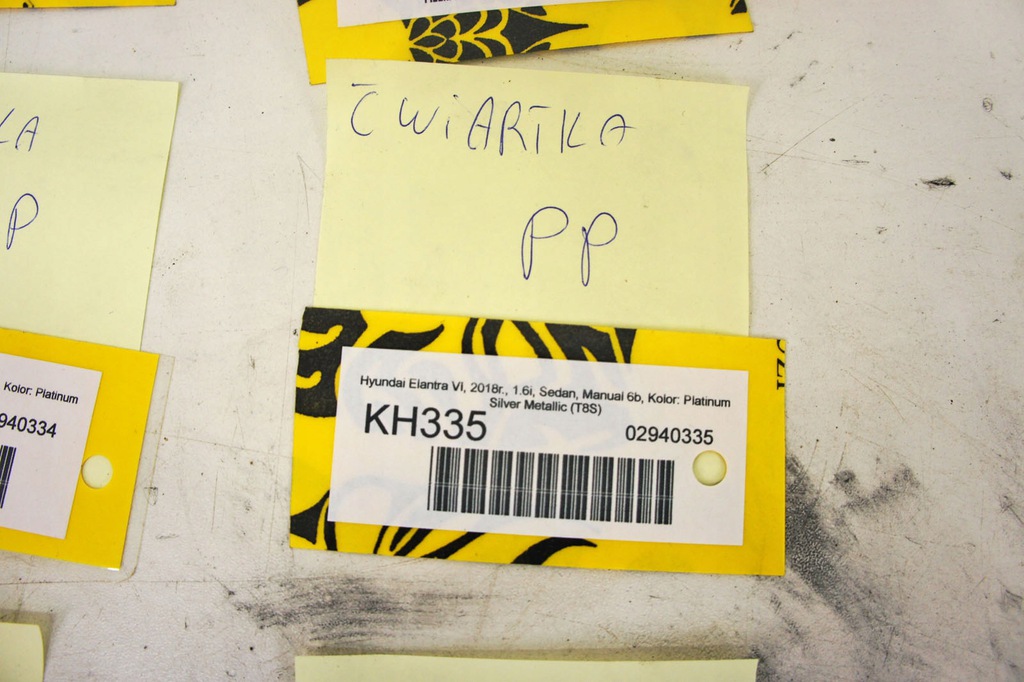 ĆWiARTKA
PP
KA
P
Kolor: Platinum
940334
Hyundai Elantra VI, 2018r., 1.6i, Sedan, Manual 6b, Kolor: Platinum
Silver Metallic (T8S)
KH335
02940335